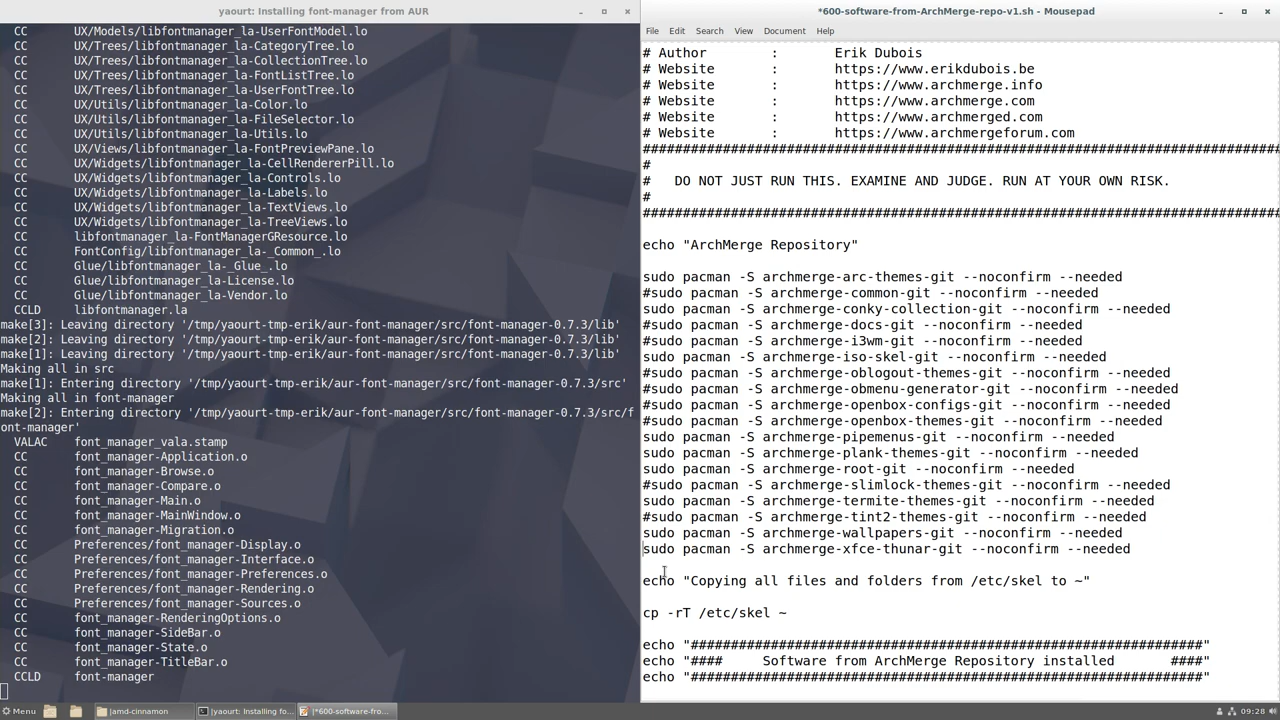 yaourt: Installing font-manager from AUR
CC UX/Models/libfontmanager_la-UserFontModel.lo
CC UX/Trees/libfontmanager_la-CategoryTree.lo
CC UX/Trees/libfontmanager_la-CollectionTree.lo
CC UX/Trees/libfontmanager_la-FontListTree.lo
CC UX/Trees/libfontmanager_la-UserFontTree.lo
CC UX/Utils/libfontmanager_la-Color.lo
CC UX/Utils/libfontmanager_la-FileSelector.lo
CC UX/Utils/libfontmanager_la-Utils.lo
CC UX/Views/libfontmanager_la-FontPreviewPane.lo
CC UX/Widgets/libfontmanager_la-CellRendererPill.lo
CC UX/Widgets/libfontmanager_la-Controls.lo
CC UX/Widgets/libfontmanager_la-Labels.lo
CC UX/Widgets/libfontmanager_la-TextViews.lo
CC UX/Widgets/libfontmanager_la-TreeViews.lo
CC libfontmanager_la-FontManagerGResource.lo
CC FontConfig/libfontmanager_la-_Common_.lo
CC Glue/libfontmanager_la-_Glue_.lo
CC Glue/libfontmanager_la-License.lo
CC Glue/libfontmanager_la-Vendor.lo
CCLD libfontmanager.la
make[3]: Leaving directory '/tmp/yaourt-tmp-erik/aur-font-manager/src/font-manager-0.7.3/lib'
make[2]: Leaving directory '/tmp/yaourt-tmp-erik/aur-font-manager/src/font-manager-0.7.3/lib'
make[1]: Leaving directory '/tmp/yaourt-tmp-erik/aur-font-manager/src/font-manager-0.7.3/lib'
Making all in src
make[1]: Entering directory '/tmp/yaourt-tmp-erik/aur-font-manager/src/font-manager-0.7.3/src'
Making all in font-manager
make[2]: Entering directory '/tmp/yaourt-tmp-erik/aur-font-manager/src/font-manager-0.7.3/src/f
ont-manager'
VALAC font_manager_vala.stamp
CC font_manager-Application.o
CC font_manager-Browse.o
CC font_manager-Compare.o
CC font_manager-Main.o
CC font_manager-MainWindow.o
CC font_manager-Migration.o
CC Preferences/font_manager-Display.o
CC Preferences/font_manager-Interface.o
CC Preferences/font_manager-Preferences.o
CC Preferences/font_manager-Rendering.o
CC Preferences/font_manager-Sources.o
CC font_manager-RenderingOptions.o
CC font_manager-SideBar.o
CC font_manager-State.o
CC font_manager-TitleBar.o
CCLD font-manager
*600-software-from-ArchMerge-repo-v1.sh - Mousepad
File Edit Search View Document Help
# Author : Erik Dubois
# Website : https://www.erikdubois.be
# Website : https://www.archmerge.info
# Website : https://www.archmerge.com
# Website : https://www.archmerged.com
# Website : https://www.archmergeforum.com
################################################################################
#
# DO NOT JUST RUN THIS. EXAMINE AND JUDGE. RUN AT YOUR OWN RISK.
#
################################################################################
echo "ArchMerge Repository"
sudo pacman -S archmerge-arc-themes-git --noconfirm --needed
#sudo pacman -S archmerge-common-git --noconfirm --needed
sudo pacman -S archmerge-conky-collection-git --noconfirm --needed
#sudo pacman -S archmerge-docs-git --noconfirm --needed
#sudo pacman -S archmerge-i3wm-git --noconfirm --needed
sudo pacman -S archmerge-iso-skel-git --noconfirm --needed
#sudo pacman -S archmerge-oblogout-themes-git --noconfirm --needed
#sudo pacman -S archmerge-obmenu-generator-git --noconfirm --needed
#sudo pacman -S archmerge-openbox-configs-git --noconfirm --needed
#sudo pacman -S archmerge-openbox-themes-git --noconfirm --needed
sudo pacman -S archmerge-pipemenus-git --noconfirm --needed
sudo pacman -S archmerge-plank-themes-git --noconfirm --needed
sudo pacman -S archmerge-root-git --noconfirm --needed
#sudo pacman -S archmerge-slimlock-themes-git --noconfirm --needed
sudo pacman -S archmerge-termite-themes-git --noconfirm --needed
#sudo pacman -S archmerge-tint2-themes-git --noconfirm --needed
sudo pacman -S archmerge-wallpapers-git --noconfirm --needed
sudo pacman -S archmerge-xfce-thunar-git --noconfirm --needed
echo "Copying all files and folders from /etc/skel to ~"
cp -rT /etc/skel ~
echo "################################################################"
echo "#### Software from ArchMerge Repository installed ####"
echo "################################################################"
Menu |amd-cinnamon |yaourt: Installing fo... |*600-software-fro... 09:28